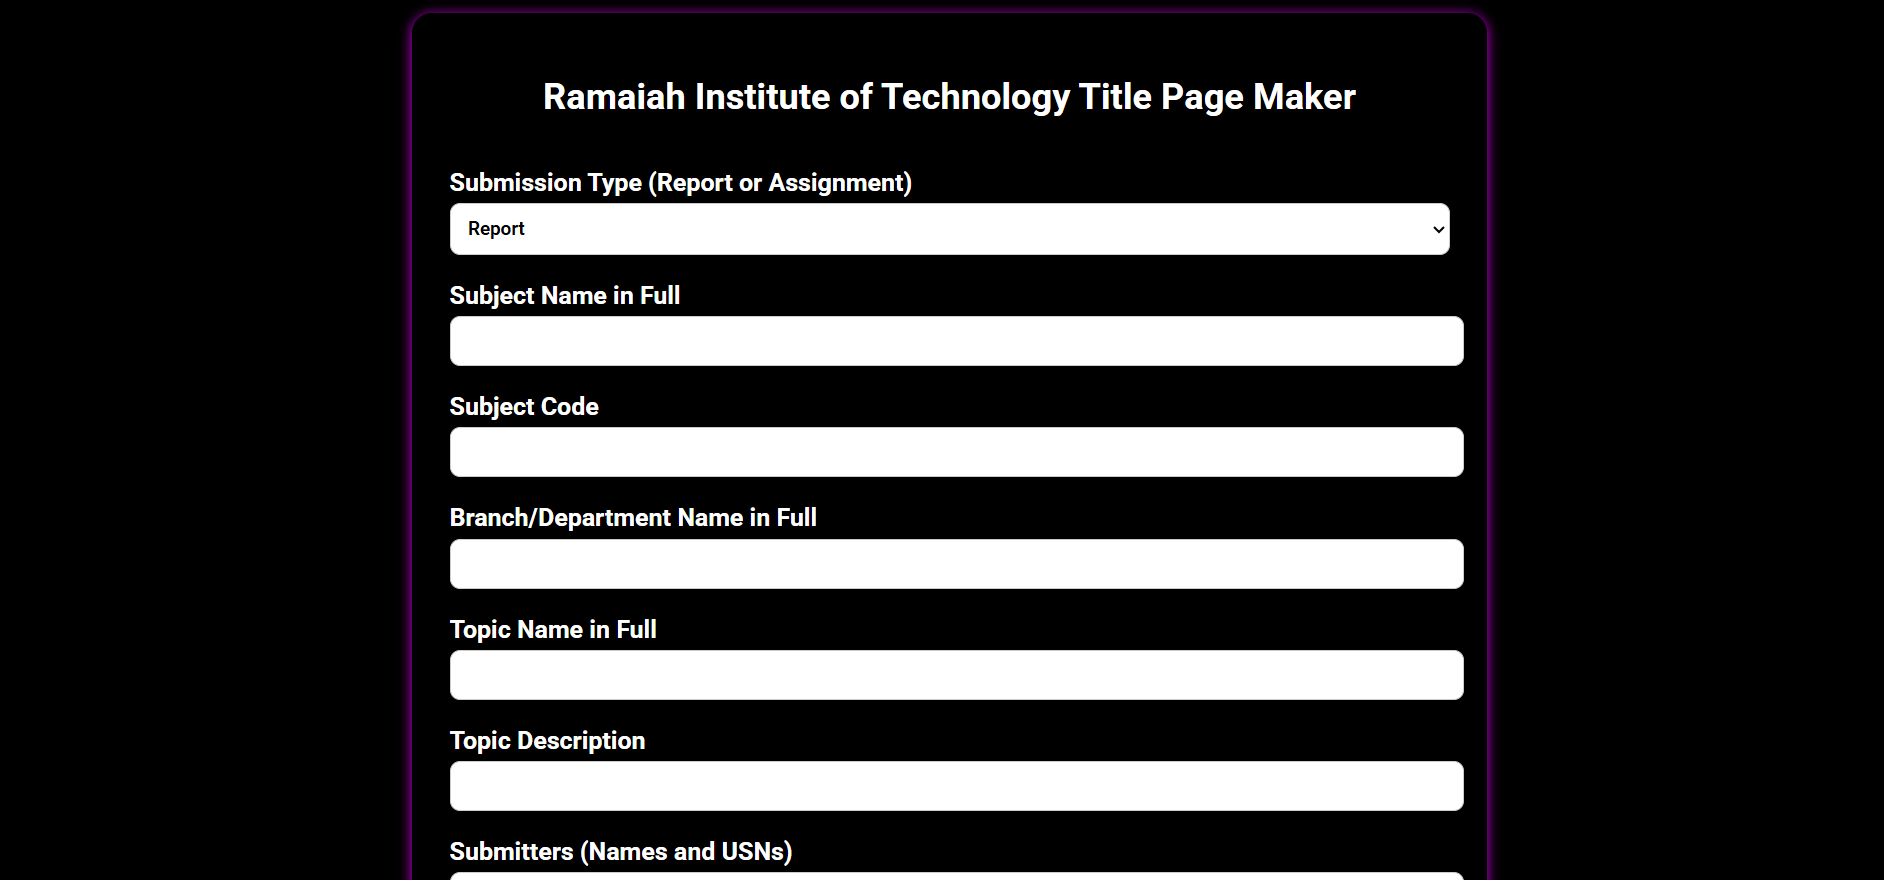 Ramaiah Institute of Technology Title Page Maker
Submission Type (Report or Assignment)
Report
Subject Name in Full
Subject Code
Branch/Department Name in Full
Topic Name in Full
Topic Description
Submitters (Names and USNs)